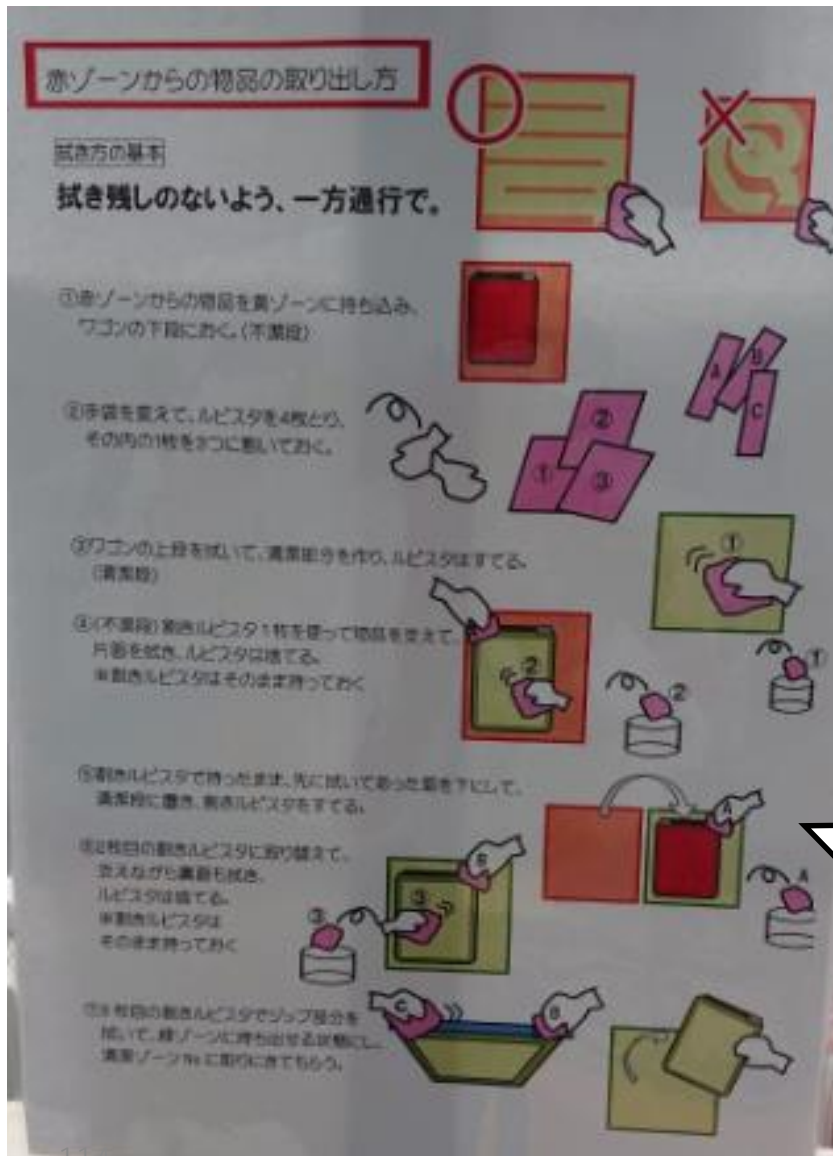 赤ゾーンからの物品の取り出し方
拭き方の基本
拭き残しのないよう、一方通行で。
①赤ゾーンからの物品を黄ゾーンに持ち込み、
ワゴンの下段におく。(不潔段)
A
B
C
②手袋を変えて、ルビスタを4枚とり、
その内の1枚を3つに割いておく。
②
①
③
③ワゴンの上段を拭いて、清潔部分を作り、ルビスタはすてる。
(清潔段)
①
①
④(不潔段)割きルビスタ1枚を使って物品を支えて、
片面を拭き、ルビスタは捨てる。
※割きルビスタはそのまま持っておく
②
②
⑤割きルビスタで持ったまま、先に拭いてあった面を下にして、
清潔段に置き、割きルビスタをすてる。
A
A
⑥2枚目の割きルビスタに取り替えて、
支えながら裏面も拭き、
ルビスタは捨てる。
※割きルビスタは
そのまま持っておく
B
③
③
⑦3枚目の割きルビスタでジップ部分を
拭いて、緑ゾーンに持ち出せる状態にし、
清潔ゾーンNsに取りにきてもらう。
C
B